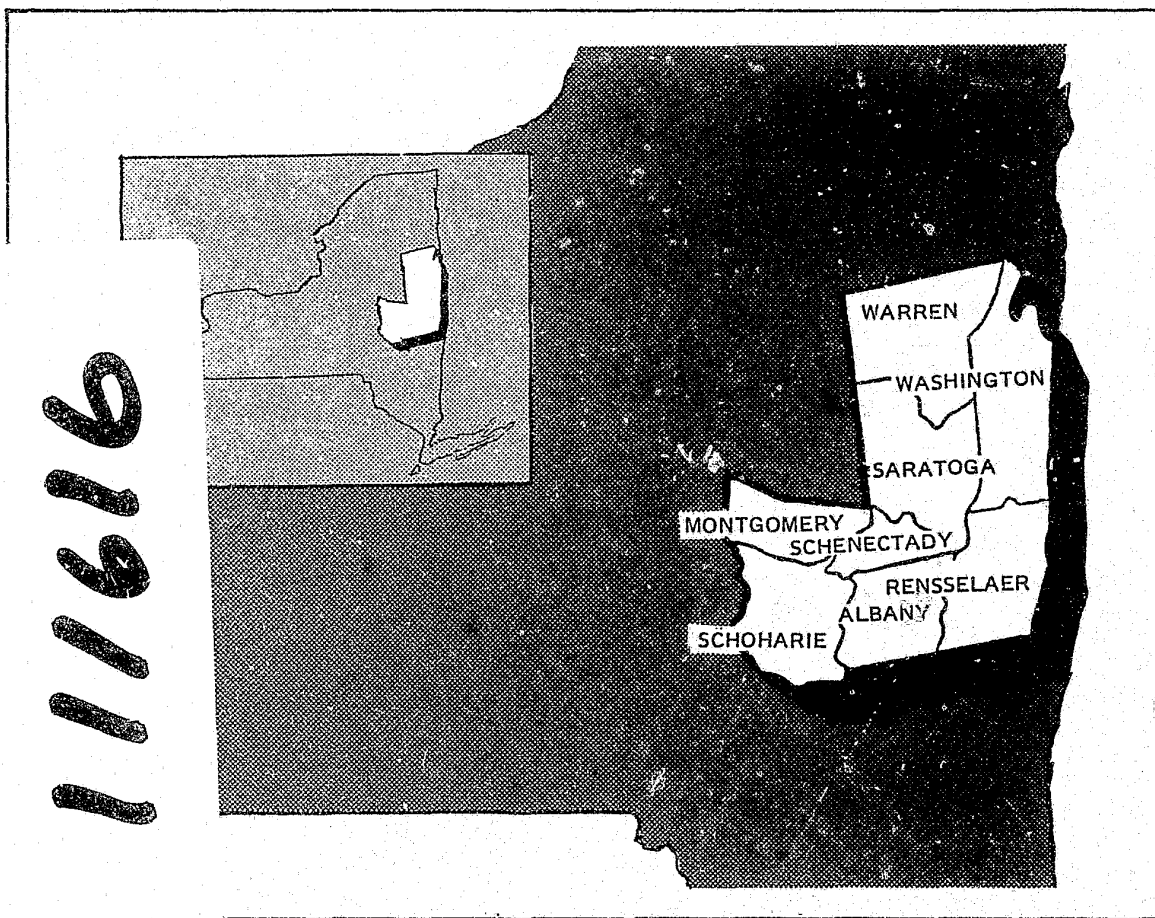 WARREN
WASHINGTON
SARATOGA
MONTGOMERY
SCHENECTADY
RENSSELAER
ALBANY
SCHOHARIE
111616